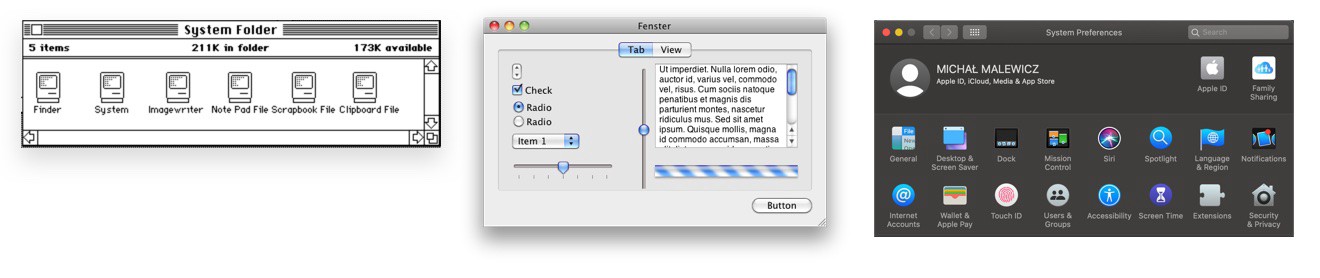 System Folder
5 items 211K in folder 173K available
Finder System Imagewriter Note Pad File Scrapbook File Clipboard File
Fenster
Tab View
Check
Radio
Radio
Item 1
Ut imperdiet. Nulla lorem odio,
auctor id, varius vel, commodo
vel, risus. Cum sociis natoque
penatibus et magnis dis
parturient montes, nascetur
ridiculus mus. Sed sit amet
ipsum. Quisque mollis, magna
id commodo accumsan, massa
Button
System Preferences
Search
MICHAŁ MALEWICZ
Apple ID, iCloud, Media & App Store
Apple ID
Family
Sharing
File
New
General
Desktop &
Screen Saver
Dock
Mission
Control
Siri
Spotlight
Language
& Region
Notifications
Internet
Accounts
Wallet &
Apple Pay
Touch ID
Users &
Groups
Accessibility
Screen Time
Extensions
Security
& Privacy